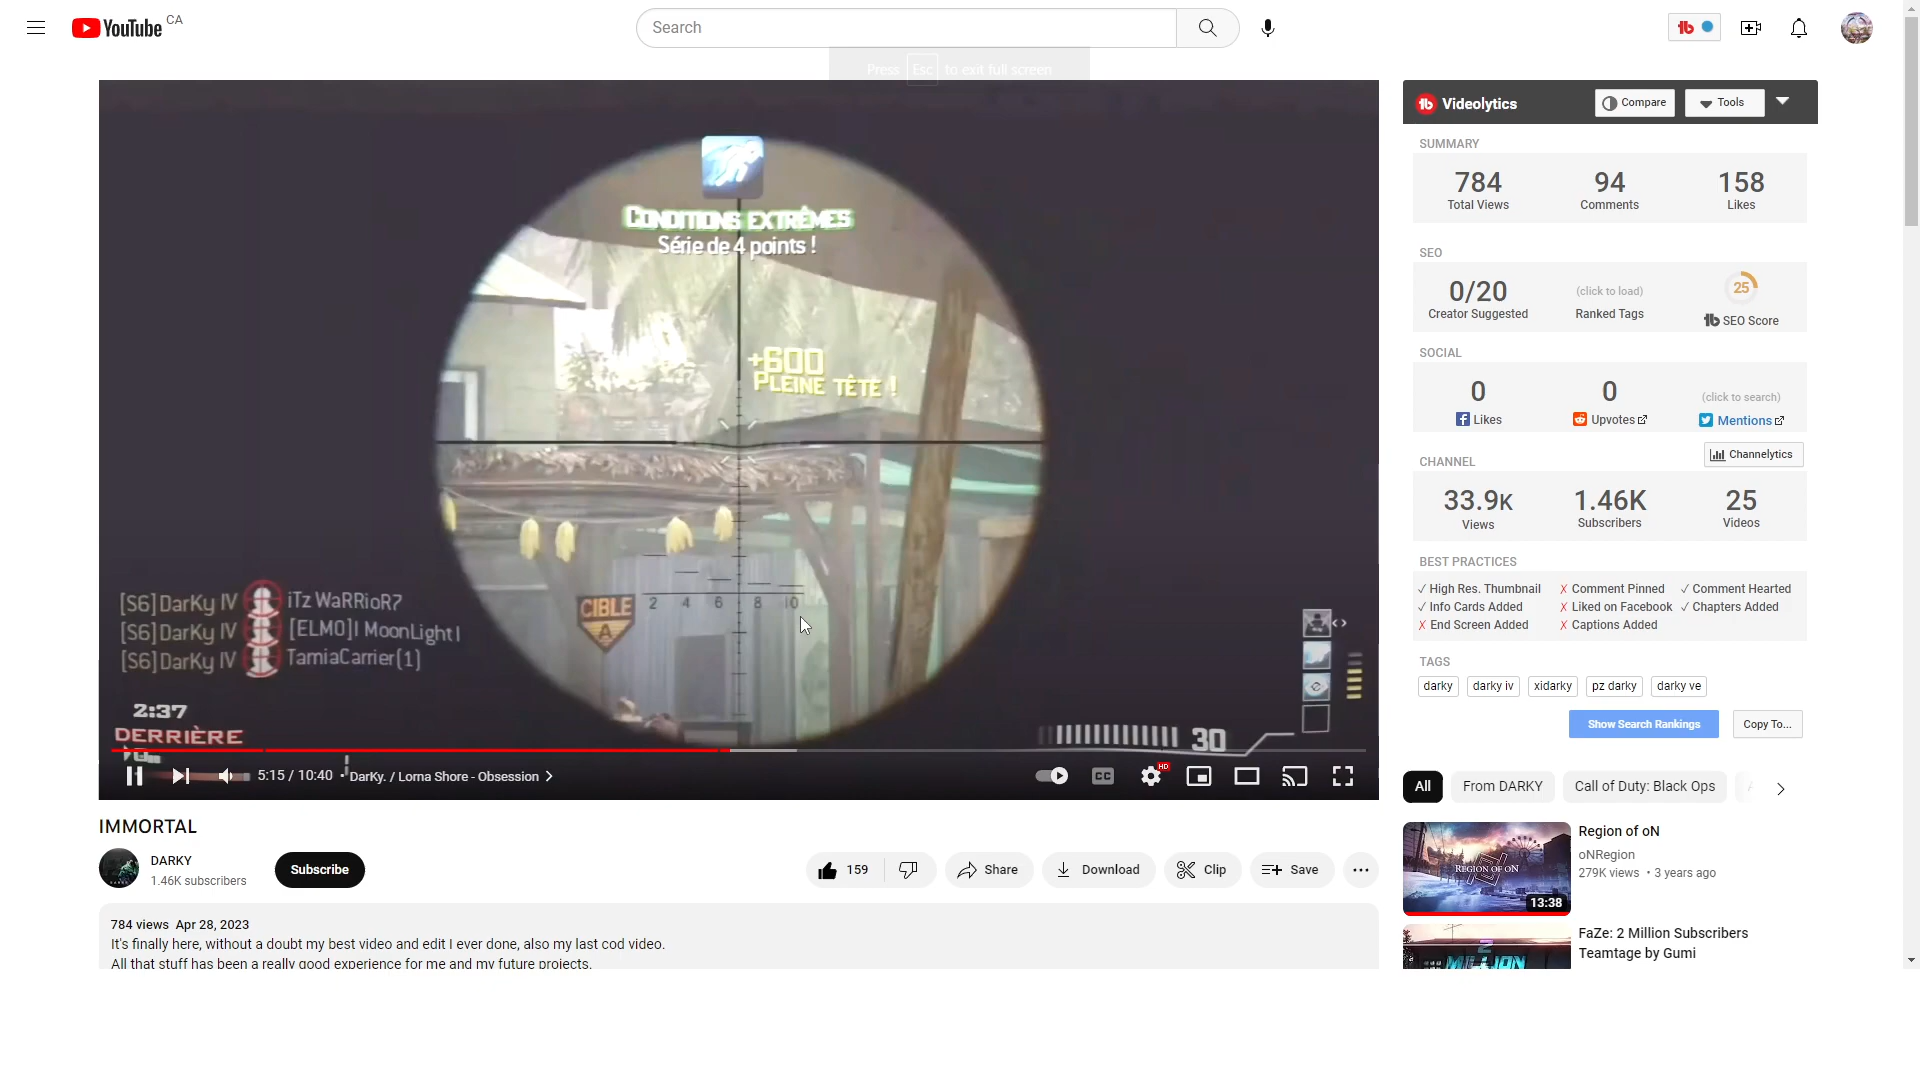 YouTube CA
Search
Press Esc to exit full screen
CONDITIONS EXTRÊMES
Série de 4 points !
+600
PLEINE TÊTE !
CIBLE
A
2 4 6 8 10
[S6]DarKy IV iTz WaRRioR7
[S6]DarKy IV [ELMO]I MoonLight I
[S6]DarKy IV TamiaCarrier(1)
2:37
DERRIÈRE
30
5:15 / 10:40 • DarKy. / Lorna Shore - Obsession
CC
HD
IMMORTAL
DARKY
1.46K subscribers
Subscribe
159
Share
Download
Clip
Save
784 views Apr 28, 2023
It's finally here, without a doubt my best video and edit I ever done, also my last cod video.
All that stuff has been a really good experience for me and my future projects.
Videolytics
Compare
Tools
SUMMARY
784 94 158
Total Views Comments Likes
SEO
0/20 (click to load) 25
Creator Suggested Ranked Tags SEO Score
SOCIAL
0 0 (click to search)
Likes Upvotes Mentions
CHANNEL
Channelytics
33.9K 1.46K 25
Views Subscribers Videos
BEST PRACTICES
✓ High Res. Thumbnail X Comment Pinned ✓ Comment Hearted
✓ Info Cards Added X Liked on Facebook ✓ Chapters Added
X End Screen Added X Captions Added
TAGS
darky darky iv xidarky pz darky darky ve
Show Search Rankings Copy To...
All From DARKY Call of Duty: Black Ops
Region of oN
oNRegion
279K views • 3 years ago
REGION OF ON
13:38
FaZe: 2 Million Subscribers
Teamtage by Gumi
2
MILLION